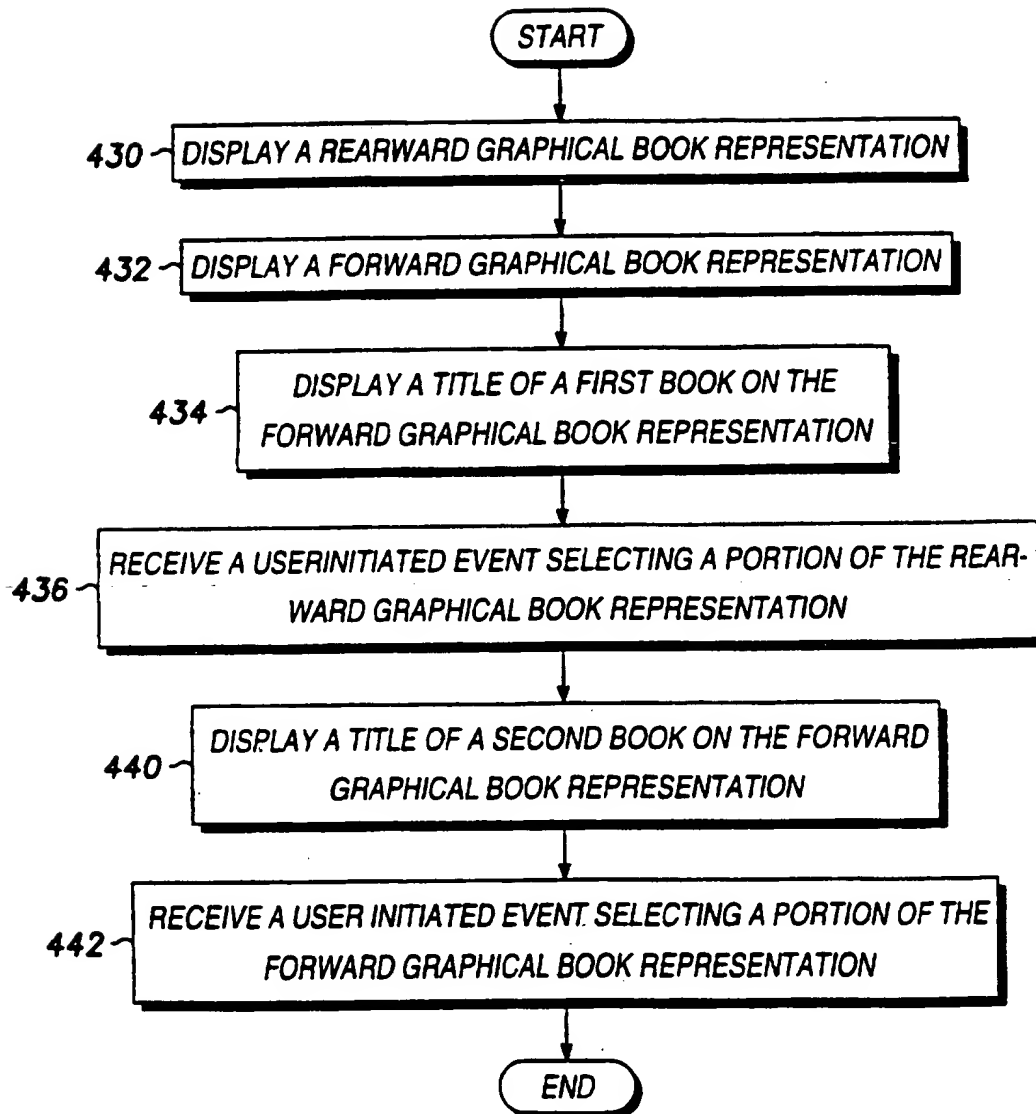 START
430 DISPLAY A REARWARD GRAPHICAL BOOK REPRESENTATION
432 DISPLAY A FORWARD GRAPHICAL BOOK REPRESENTATION
DISPLAY A TITLE OF A FIRST BOOK ON THE
434
FORWARD GRAPHICAL BOOK REPRESENTATION
RECEIVE A USERINITIATED EVENT SELECTING A PORTION OF THE REAR-
436
WARD GRAPHICAL BOOK REPRESENTATION
DISPLAY A TITLE OF A SECOND BOOK ON THE FORWARD
440
GRAPHICAL BOOK REPRESENTATION
RECEIVE A USER INITIATED EVENT SELECTING A PORTION OF THE
442
FORWARD GRAPHICAL BOOK REPRESENTATION
END